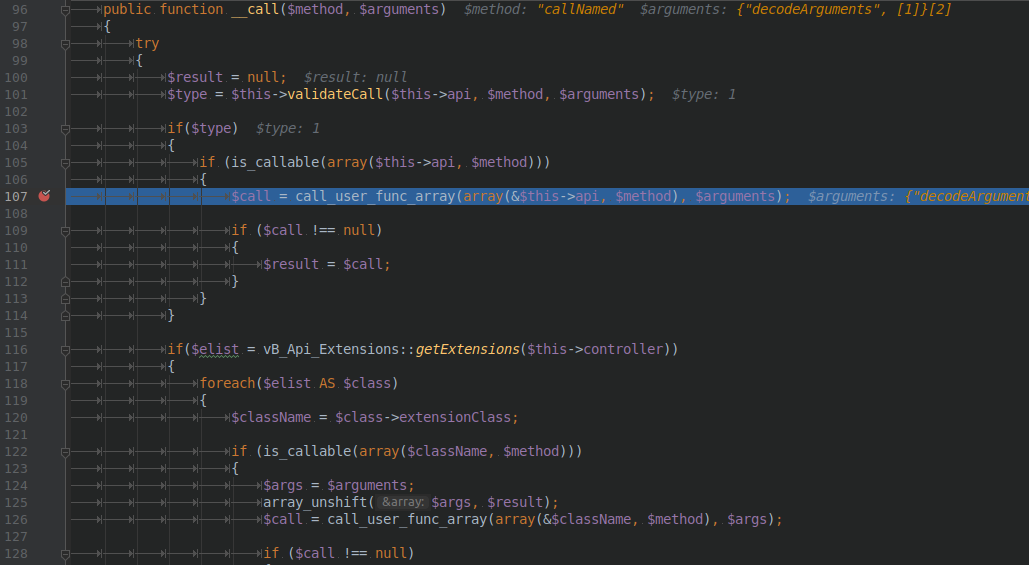 96 public function __call($method, $arguments) $method: "callNamed" $arguments: {"decodeArguments", [1]}[2]
97 {
98 try
99 {
100 $result = null; $result: null
101 $type = $this->validateCall($this->api, $method, $arguments); $type: 1
102
103 if($type) $type: 1
104 {
105 if (is_callable(array($this->api, $method)))
106 {
107 $call = call_user_func_array(array(&$this->api, $method), $arguments); $arguments: {"decodeArgument
108
109 if ($call !== null)
110 {
111 $result = $call;
112 }
113 }
114 }
115
116 if($elist = vB_Api_Extensions::getExtensions($this->controller))
117 {
118 foreach($elist AS $class)
119 {
120 $className = $class->extensionClass;
121
122 if (is_callable(array($className, $method)))
123 {
124 $args = $arguments;
125 array_unshift( &array: $args, $result);
126 $call = call_user_func_array(array(&$className, $method), $args);
127
128 if ($call !== null)